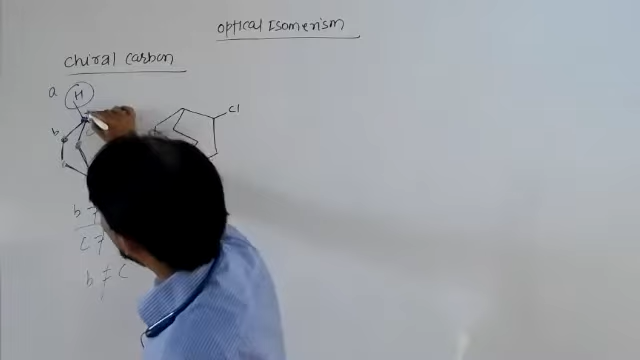 optical Isomerism
chiral carbon
a
H
b
Cl
b ≠
c ≠
b ≠ c